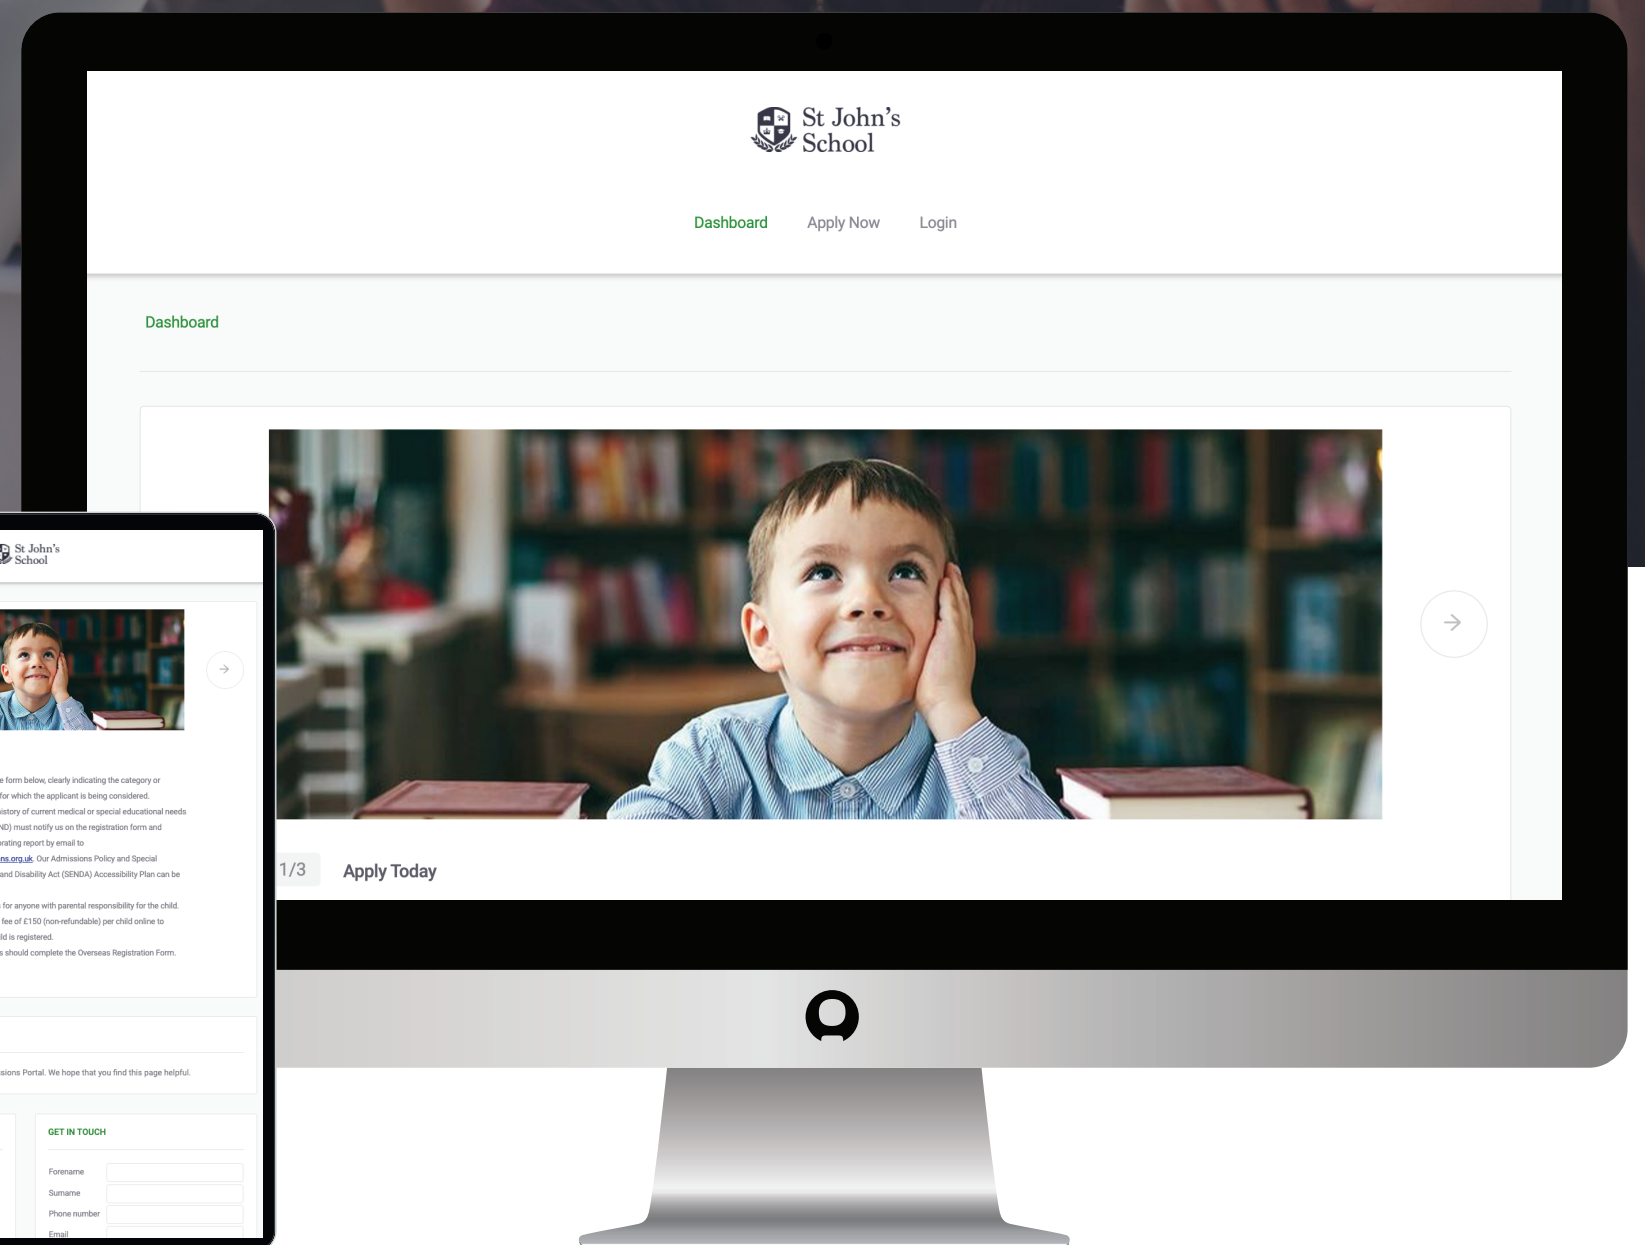 St John's
School
Dashboard
Apply Now
Login
Dashboard
1/3
Apply Today
St John's
School
form below, clearly indicating the category or
for which the applicant is being considered.
history of current medical or special educational needs
must notify us on the registration form and
report by email to
ns.org.uk. Our Admissions Policy and Special
and Disability Act (SENDA) Accessibility Plan can be
for anyone with parental responsibility for the child.
fee of £150 (non-refundable) per child online to
is registered.
should complete the Overseas Registration Form.
Portal. We hope that you find this page helpful.
GET IN TOUCH
Forename
Surname
Phone number
Email